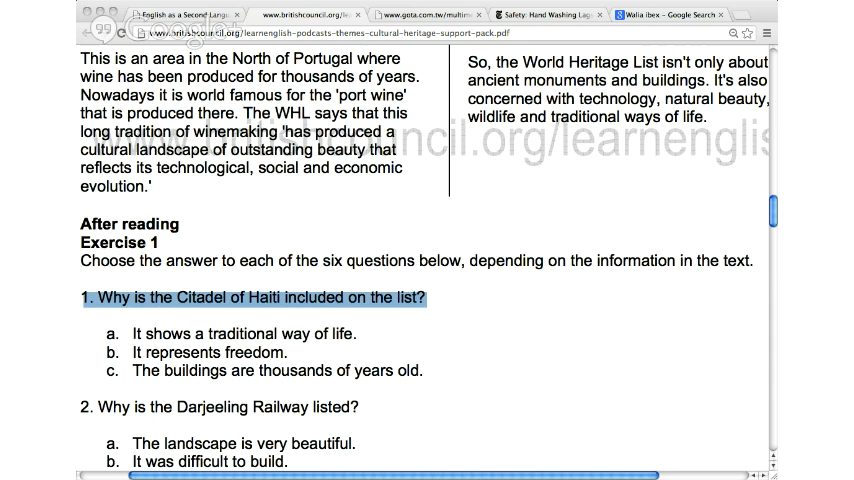 English as a Second Langu
www.britishcouncil.org/le
www.gota.com.tw/multim
Safety: Hand Washing Lags
Walia ibex - Google Search
www.britishcouncil.org/learnenglish-podcasts-themes-cultural-heritage-support-pack.pdf
Google+
This is an area in the North of Portugal where
wine has been produced for thousands of years.
Nowadays it is world famous for the 'port wine'
that is produced there. The WHL says that this
long tradition of winemaking 'has produced a
cultural landscape of outstanding beauty that
reflects its technological, social and economic
evolution.'
So, the World Heritage List isn't only about
ancient monuments and buildings. It's also
concerned with technology, natural beauty,
wildlife and traditional ways of life.
www.britishcouncil.org/learnenglis
After reading
Exercise 1
Choose the answer to each of the six questions below, depending on the information in the text.
1. Why is the Citadel of Haiti included on the list?
a. It shows a traditional way of life.
b. It represents freedom.
c. The buildings are thousands of years old.
2. Why is the Darjeeling Railway listed?
a. The landscape is very beautiful.
b. It was difficult to build.